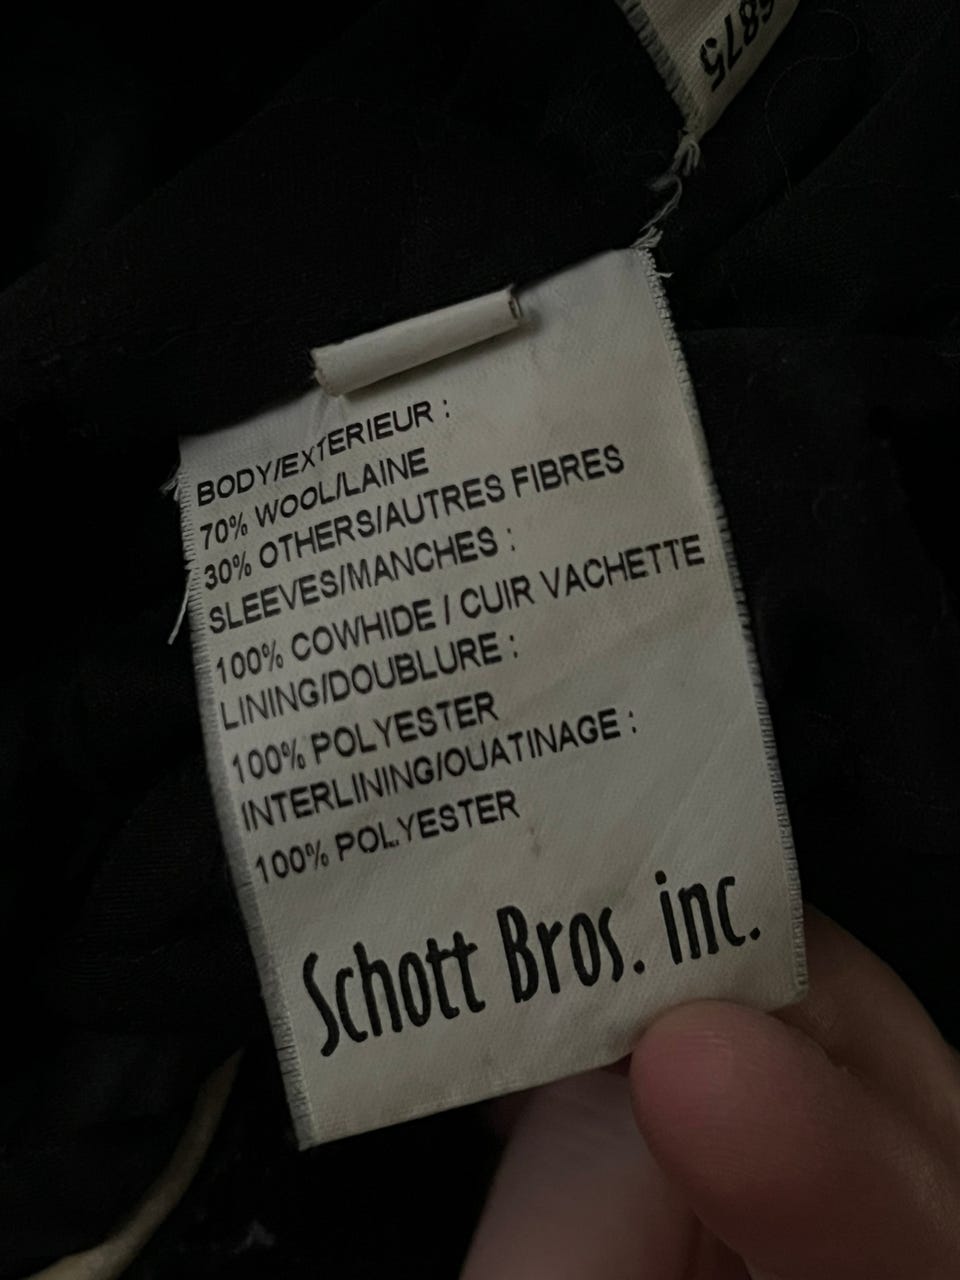 BODY/EXTERIEUR :
70% WOOL/LAINE
30% OTHERS/AUTRES FIBRES
SLEEVES/MANCHES :
100% COWHIDE / CUIR VACHETTE
LINING/DOUBLURE :
100% POLYESTER
INTERLINING/OUATINAGE :
100% POLYESTER
Schott Bros. inc.